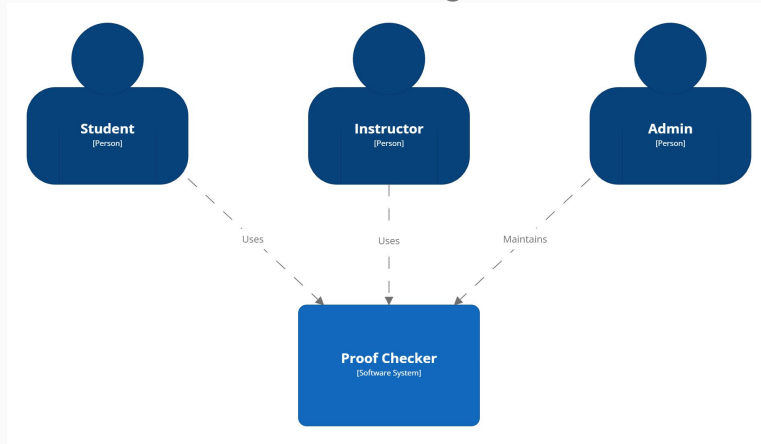 Student
[Person]
Instructor
[Person]
Admin
[Person]
Uses
Uses
Maintains
Proof Checker
[Software System]